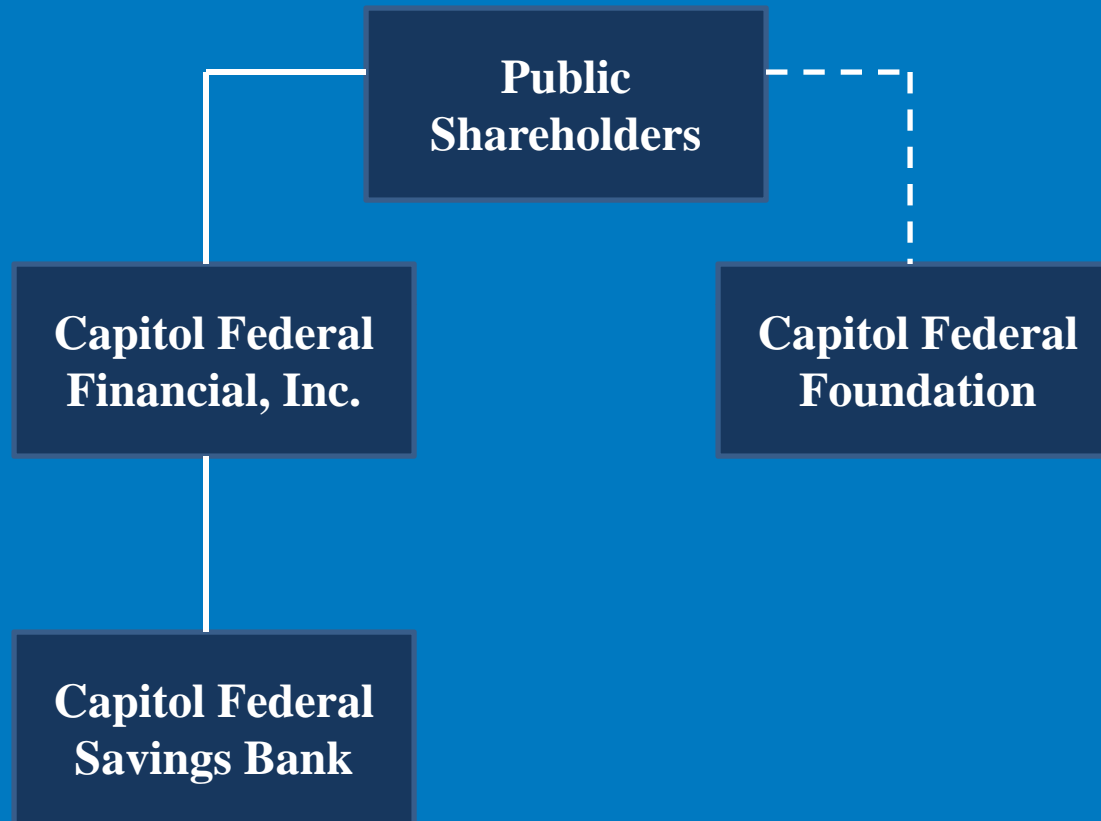 Public
Shareholders
Capitol Federal
Financial, Inc.
Capitol Federal
Foundation
Capitol Federal
Savings Bank